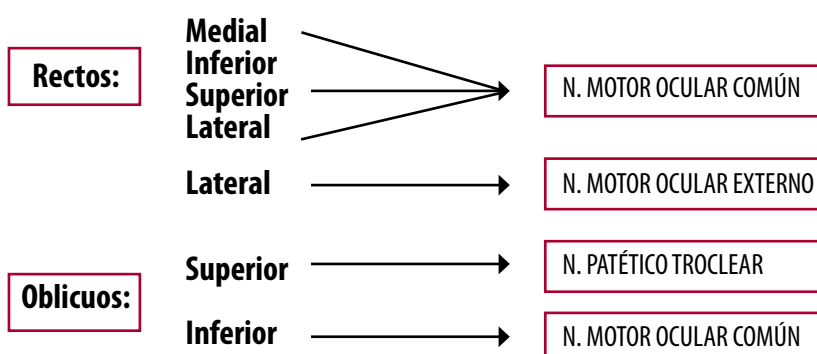 Rectos:
Medial
Inferior
Superior
Lateral
N. MOTOR OCULAR COMÚN
Lateral
N. MOTOR OCULAR EXTERNO
Oblicuos:
Superior
N. PATÉTICO TROCLEAR
Inferior
N. MOTOR OCULAR COMÚN